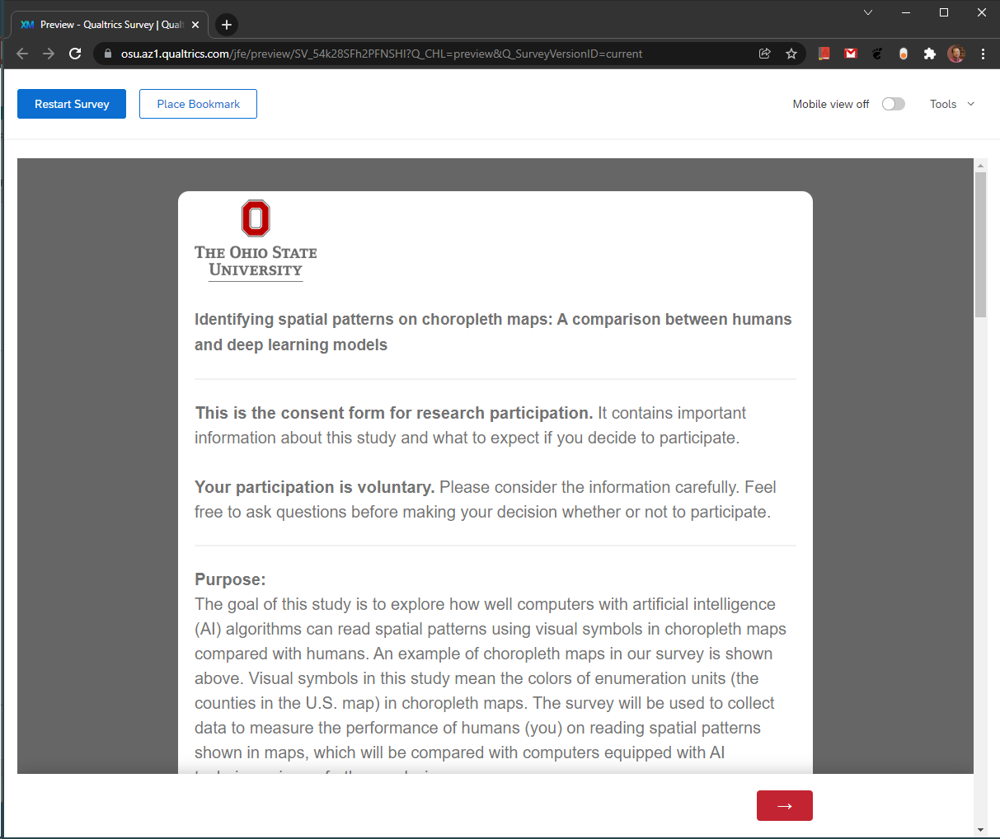 Preview - Qualtrics Survey | Qual
osu.az1.qualtrics.com/jfe/preview/SV_54k28SFh2PFNSHI?Q_CHL=preview&Q_SurveyVersionID=current
Restart Survey
Place Bookmark
Mobile view off
Tools
THE OHIO STATE
UNIVERSITY
Identifying spatial patterns on choropleth maps: A comparison between humans
and deep learning models
This is the consent form for research participation. It contains important
information about this study and what to expect if you decide to participate.
Your participation is voluntary. Please consider the information carefully. Feel
free to ask questions before making your decision whether or not to participate.
Purpose:
The goal of this study is to explore how well computers with artificial intelligence
(AI) algorithms can read spatial patterns using visual symbols in choropleth maps
compared with humans. An example of choropleth maps in our survey is shown
above. Visual symbols in this study mean the colors of enumeration units (the
counties in the U.S. map) in choropleth maps. The survey will be used to collect
data to measure the performance of humans (you) on reading spatial patterns
shown in maps, which will be compared with computers equipped with AI